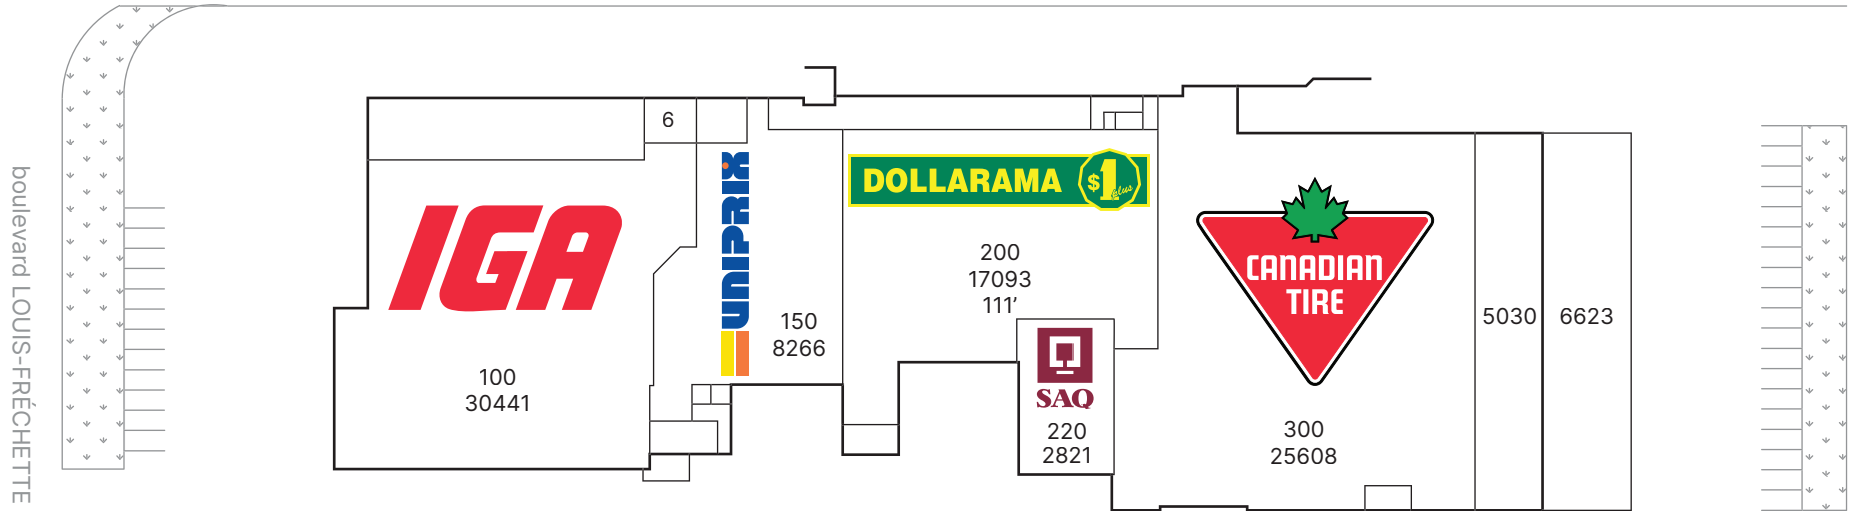 boulevard LOUIS-FRÉCHETTE
6
IGA
100
30441
UNIPRIX
150
8266
DOLLARAMA $1 plus
200
17093
111’
SAQ
220
2821
CANADIAN
TIRE
300
25608
5030
6623